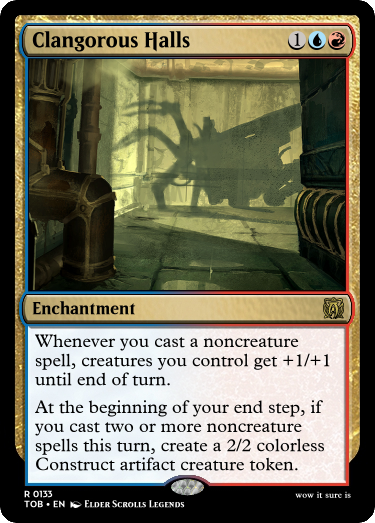 Clangorous Halls 1
Enchantment
Whenever you cast a noncreature
spell, creatures you control get +1/+1
until end of turn.
At the beginning of your end step, if
you cast two or more noncreature
spells this turn, create a 2/2 colorless
Construct artifact creature token.
R 0133
TOB • EN Elder Scrolls Legends
wow it sure is